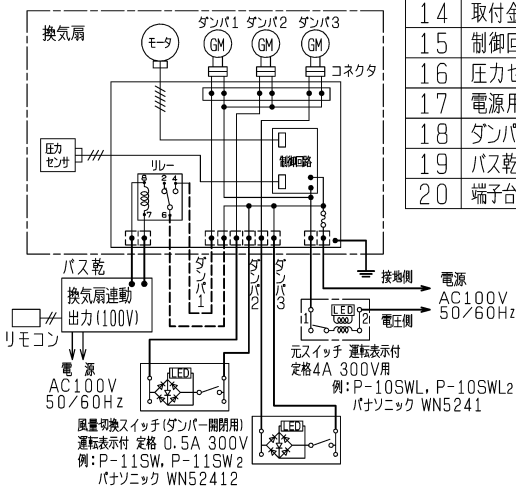 換気扇
モータ
ダンパ1 ダンパ2 ダンパ3
GM
GM
GM
コネクタ
圧力
センサ
制御回路
リレー
8 2 4
7 6
バス乾
換気扇連動
出力(100V)
リモコン
電源
AC100V
50/60Hz
ダンパ1
ダンパ2
ダンパ3
接地側
電圧側
電源
AC100V
50/60Hz
1
LED
2
元スイッチ 運転表示付
定格4A 300V用
例:P-10SWL, P-10SWL2
パナソニック WN5241
LED
風量切換スイッチ(ダンパー開閉用)
運転表示付 定格 0.5A 300V
例:P-11SW, P-11SW2
パナソニック WN52412
LED
14 取付金
15 制御回
16 圧力セ
17 電源用
18 ダンパ
19 バス乾
20 端子台